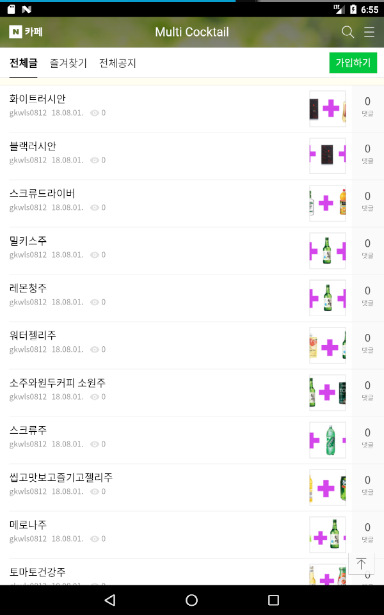 6:55
N 카페
Multi Cocktail
전체글 즐겨찾기 전체공지
가입하기
화이트러시안
gkwls0812 18.08.01. 0
0
댓글
블랙러시안
gkwls0812 18.08.01. 0
0
댓글
스크류드라이버
gkwls0812 18.08.01. 0
0
댓글
밀키스주
gkwls0812 18.08.01. 0
0
댓글
레몬청주
gkwls0812 18.08.01. 0
0
댓글
워터젤리주
gkwls0812 18.08.01. 0
0
댓글
소주와원두커피 소원주
gkwls0812 18.08.01. 0
0
댓글
스크류주
gkwls0812 18.08.01. 0
0
댓글
씹고맛보고즐기고젤리주
gkwls0812 18.08.01. 0
0
댓글
메로나주
gkwls0812 18.08.01. 0
0
댓글
토마토건강주